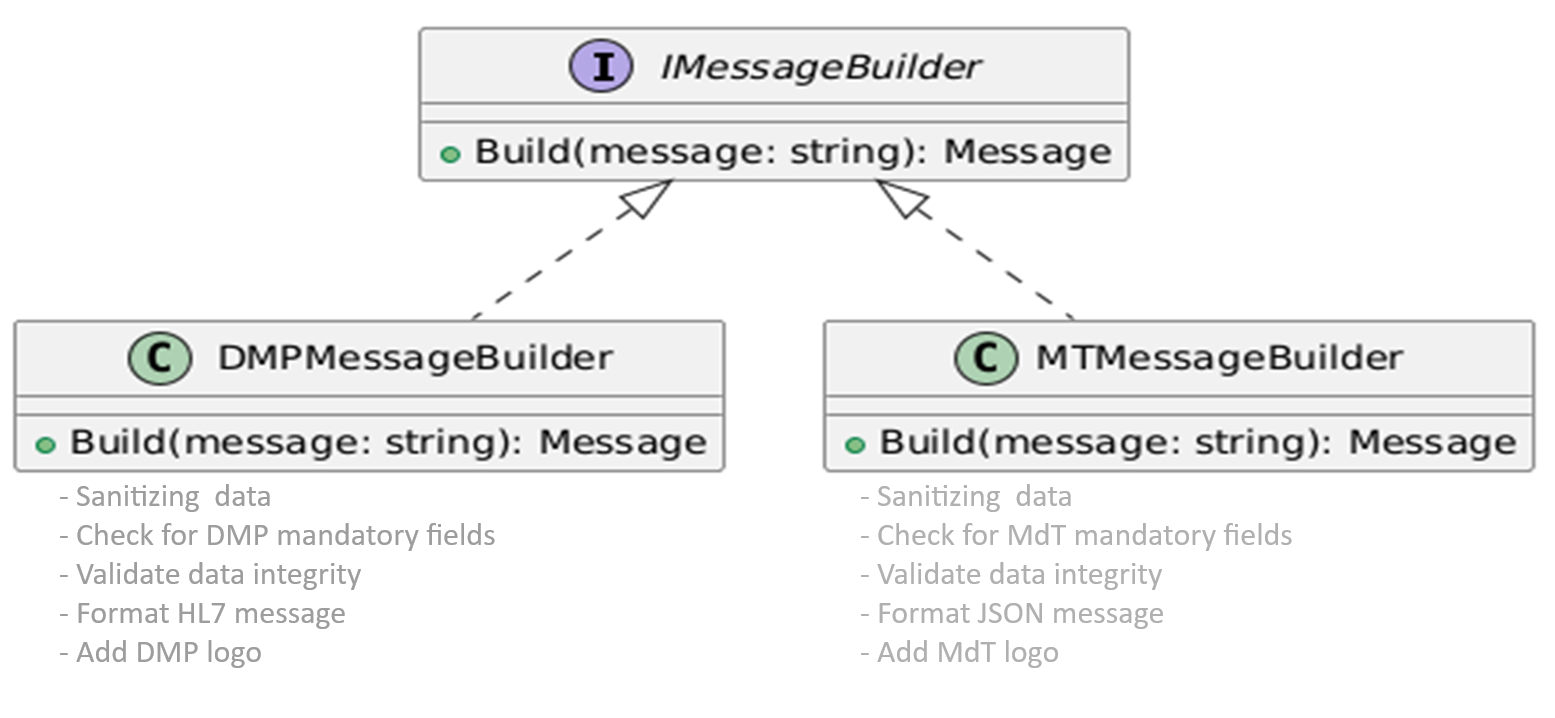 I IMessageBuilder
Build(message: string): Message
C DMPMessageBuilder
Build(message: string): Message
- Sanitizing  data
- Check for DMP mandatory fields
- Validate data integrity
- Format HL7 message
- Add DMP logo
C MTMessageBuilder
Build(message: string): Message
- Sanitizing  data
- Check for MdT mandatory fields
- Validate data integrity
- Format JSON message
- Add MdT logo